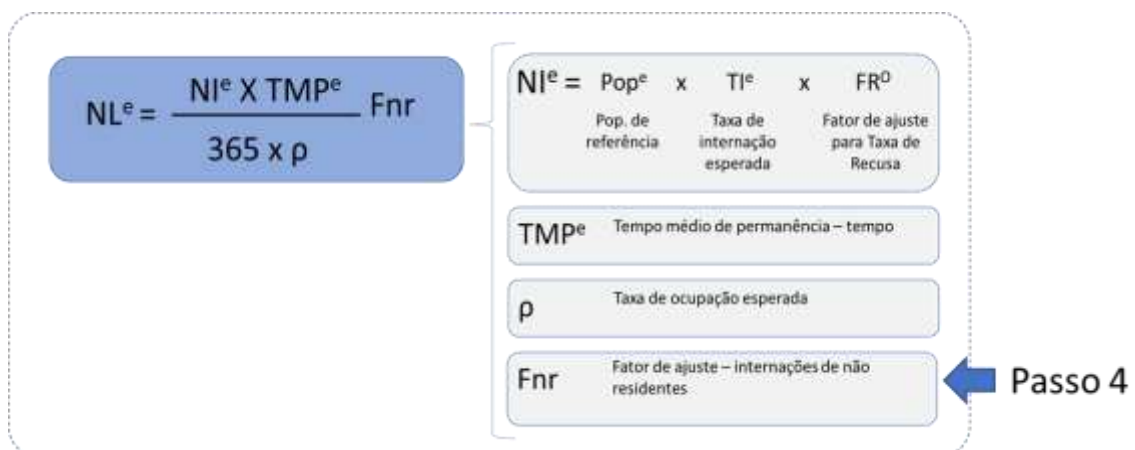 NLᵉ = NIᵉ X TMPᵉ Fnr
365 x ρ
NIᵉ = Popᵉ x TIᵉ x FRᴼ
Pop. de referência
Taxa de internação esperada
Fator de ajuste para Taxa de Recusa
TMPᵉ Tempo médio de permanência – tempo
ρ Taxa de ocupação esperada
Fnr Fator de ajuste – internações de não
residentes
Passo 4